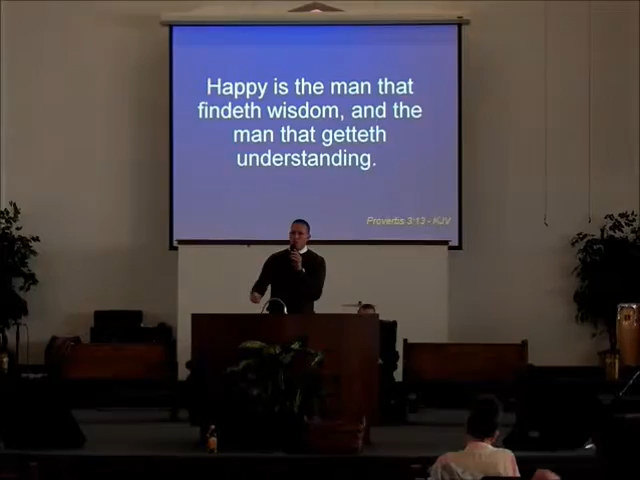 Happy is the man that
findeth wisdom, and the
man that getteth
understanding.
Proverbs 3:13 - KJV